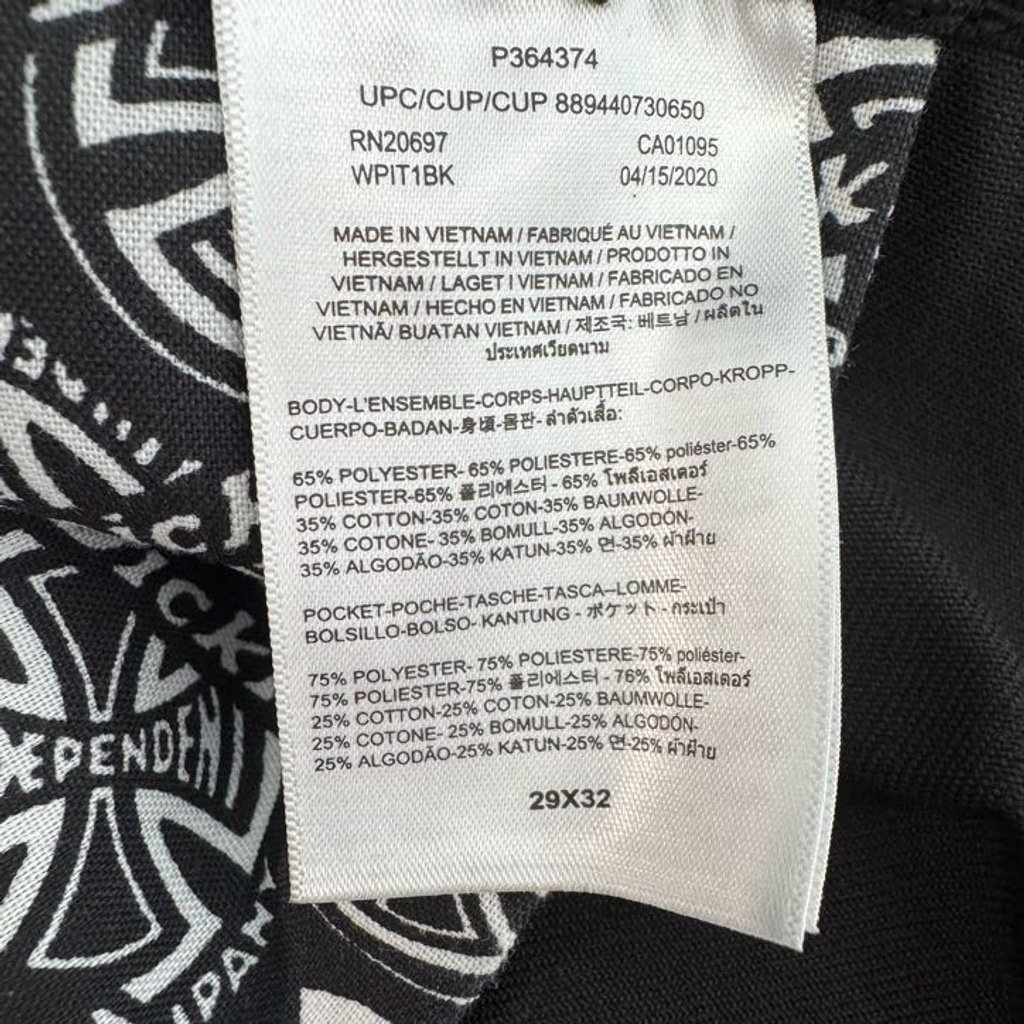 P364374
UPC/CUP/CUP 889440730650
RN20697 CA01095
WPIT1BK 04/15/2020
MADE IN VIETNAM / FABRIQUÉ AU VIETNAM /
HERGESTELLT IN VIETNAM / PRODOTTO IN
VIETNAM / LAGET I VIETNAM / FABRICADO EN
VIETNAM / HECHO EN VIETNAM / FABRICADO NO
VIETNÃ/ BUATAN VIETNAM / 제조국: 베트남 / ผลิตใน
ประเทศเวียดนาม
BODY-L'ENSEMBLE-CORPS-HAUPTTEIL-CORPO-KROPP-
CUERPO-BADAN-身頃-몸판-ลำตัวเสื้อ:
65% POLYESTER- 65% POLIESTERE-65% poliéster-65%
POLIESTER-65% 폴리에스터 - 65% โพลีเอสเตอร์
35% COTTON-35% COTON-35% BAUMWOLLE-
35% COTONE- 35% BOMULL-35% ALGODÓN-
35% ALGODÃO-35% KATUN-35% 면-35% ผ้าฝ้าย
POCKET-POCHE-TASCHE-TASCA--LOMME-
BOLSILLO-BOLSO- KANTUNG - ポケット - กระเป๋า
75% POLYESTER- 75% POLIESTERE-75% poliéster-
75% POLIESTER-75% 폴리에스터 - 76% โพลีเอสเตอร์
25% COTTON-25% COTON-25% BAUMWOLLE-
25% COTONE- 25% BOMULL-25% ALGODÓN-
25% ALGODÃO-25% KATUN-25% 면-25% ผ้าฝ้าย
29X32